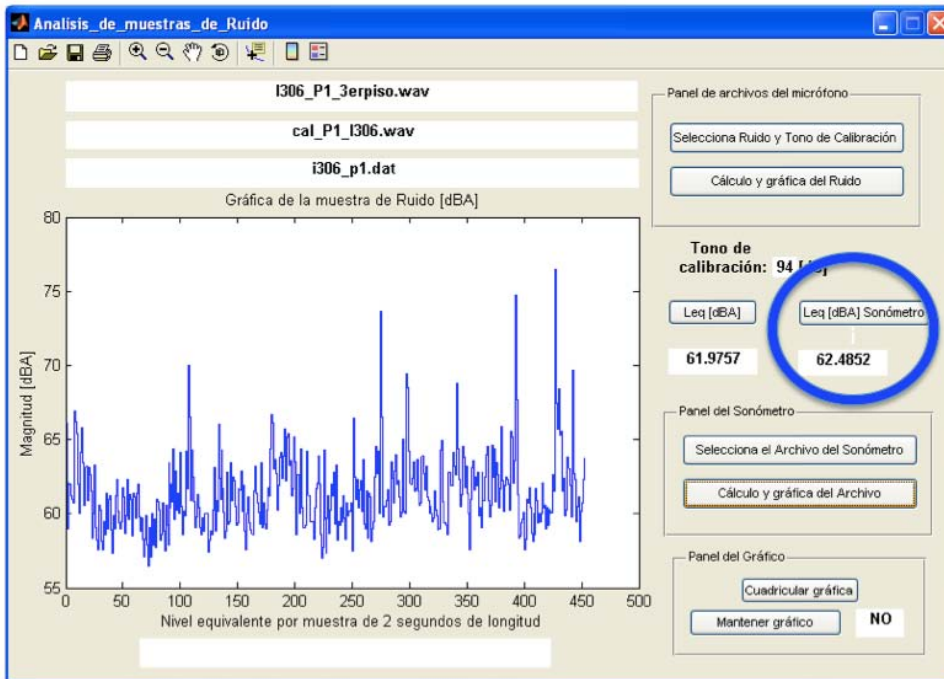 Analisis_de_muestras_de_Ruido
I306_P1_3erpiso.wav
cal_P1_I306.wav
i306_p1.dat
Gráfica de la muestra de Ruido [dBA]
80
75
70
65
60
55
Magnitud [dBA]
0 50 100 150 200 250 300 350 400 450 500
Nivel equivalente por muestra de 2 segundos de longitud
Panel de archivos del micrófono
Selecciona Ruido y Tono de Calibración
Cálculo y gráfica del Ruido
Tono de
calibración: 94
Leq [dBA] Leq [dBA] Sonómetro
61.9757 62.4852
Panel del Sonómetro
Selecciona el Archivo del Sonómetro
Cálculo y gráfica del Archivo
Panel del Gráfico
Cuadricular gráfica
Mantener gráfico NO